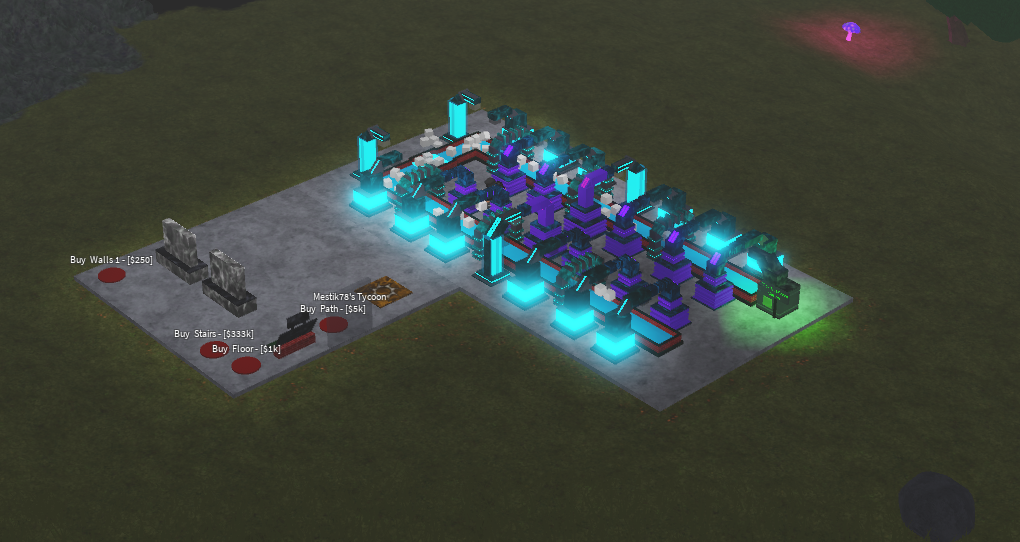 Buy Walls 1 - [$250]
Mestik78's Tycoon
Buy Path - [$5k]
Buy Stairs - [$333k]
Buy Floor - [$1k]